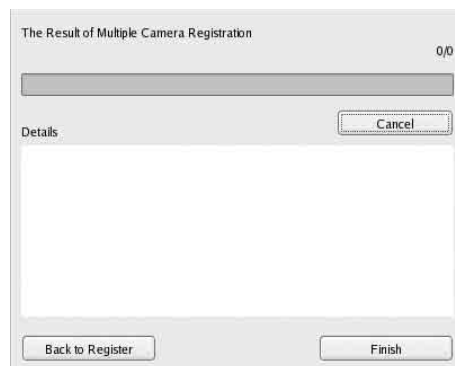 The Result of Multiple Camera Registration
0/0
Cancel
Details
Back to Register
Finish